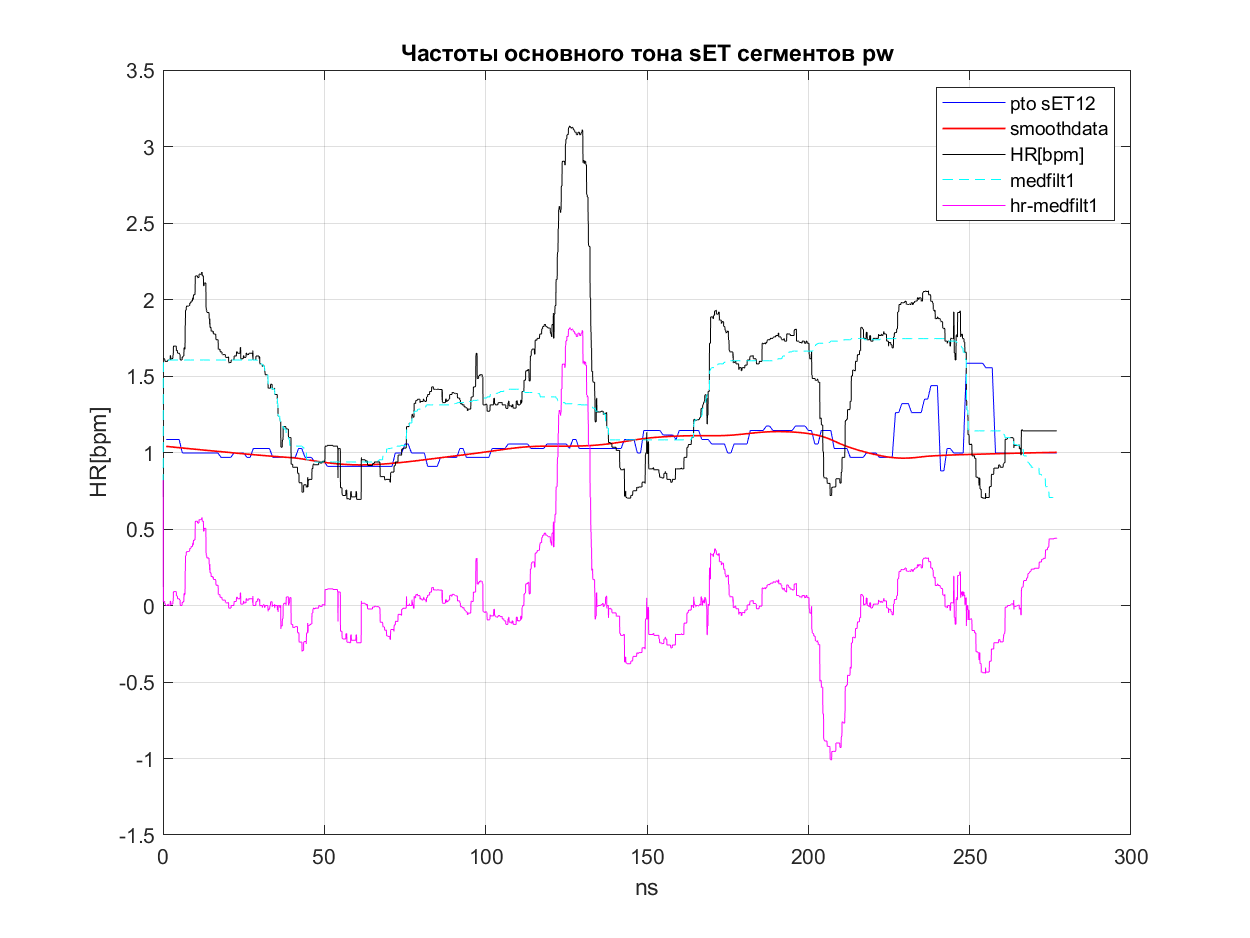 Частоты основного тона sET сегментов pw
3.5
3
2.5
2
1.5
1
0.5
0
-0.5
-1
-1.5
HR[bpm]
pto sET12
smoothdata
HR[bpm]
medfilt1
hr-medfilt1
0 50 100 150 200 250 300
ns